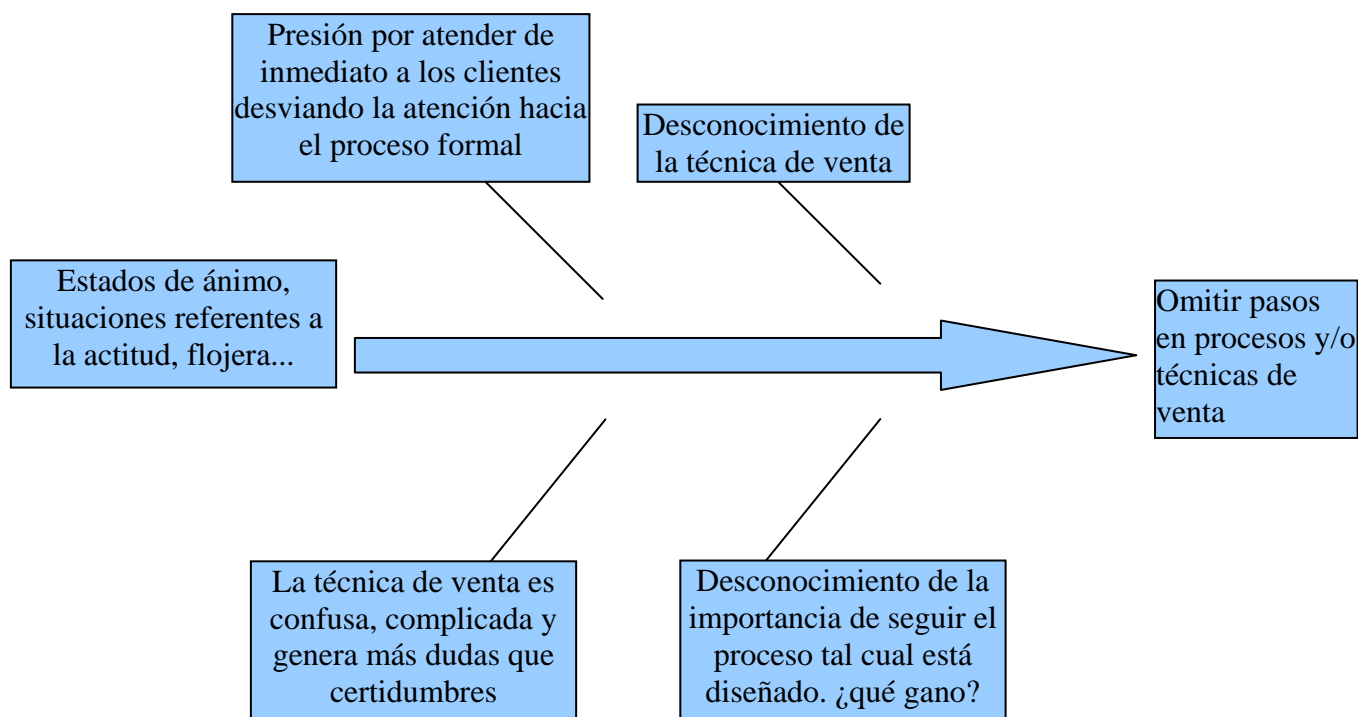 Presión por atender de
inmediato a los clientes
desviando la atención hacia
el proceso formal
Desconocimiento de
la técnica de venta
Estados de ánimo,
situaciones referentes a
la actitud, flojera...
Omitir pasos
en procesos y/o
técnicas de
venta
La técnica de venta es
confusa, complicada y
genera más dudas que
certidumbres
Desconocimiento de la
importancia de seguir el
proceso tal cual está
diseñado. ¿qué gano?